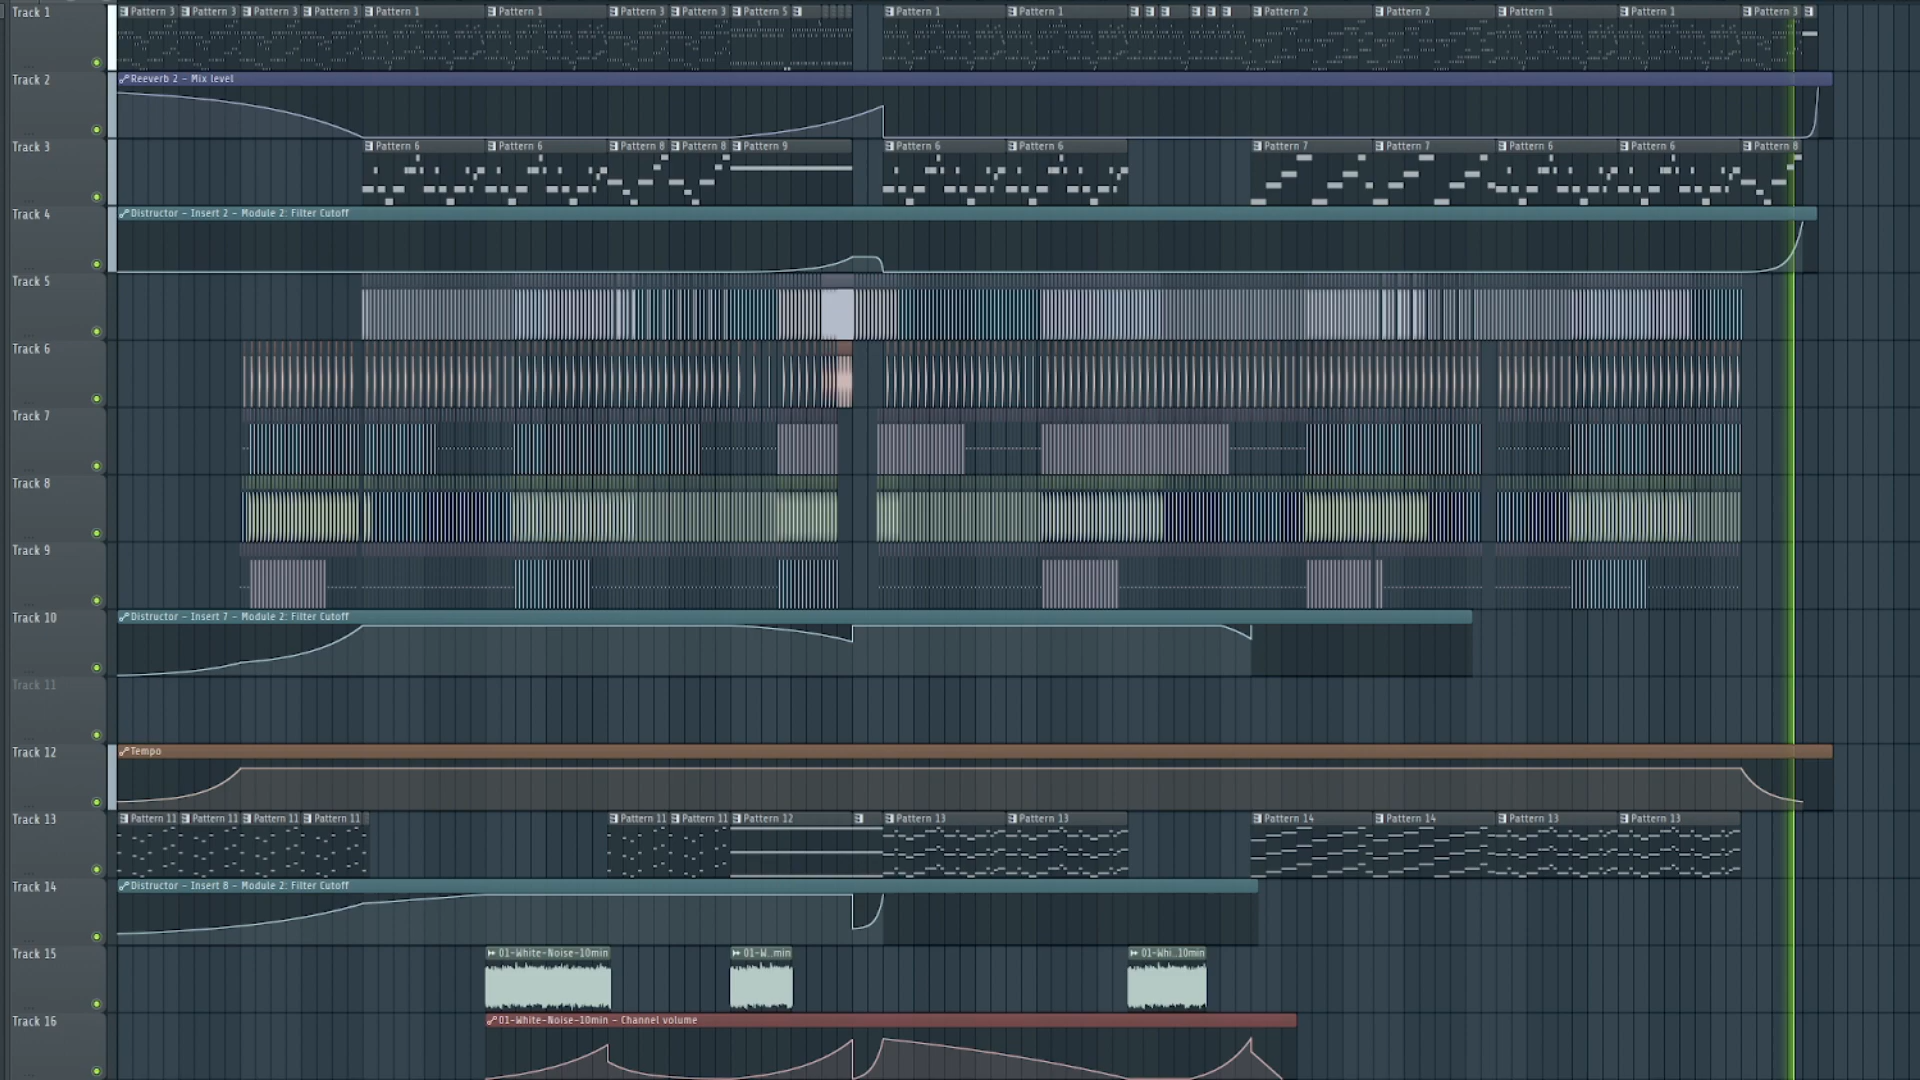 Track 1
Pattern 3 Pattern 3 Pattern 3 Pattern 3 Pattern 1 Pattern 1 Pattern 3 Pattern 3 Pattern 5 Pattern 1 Pattern 1 Pattern 2 Pattern 2 Pattern 1 Pattern 1 Pattern 3
Track 2
Reeverb 2 - Mix level
Track 3
Pattern 6 Pattern 6 Pattern 8 Pattern 8 Pattern 9 Pattern 6 Pattern 6 Pattern 7 Pattern 7 Pattern 6 Pattern 6 Pattern 8
Track 4
Distructor - Insert 2 - Module 2: Filter Cutoff
Track 5
Track 6
Track 7
Track 8
Track 9
Track 10
Distructor - Insert 7 - Module 2: Filter Cutoff
Track 11
Track 12
Tempo
Track 13
Pattern 11 Pattern 11 Pattern 11 Pattern 11 Pattern 11 Pattern 11 Pattern 12 Pattern 13 Pattern 13 Pattern 14 Pattern 14 Pattern 13 Pattern 13
Track 14
Distructor - Insert 8 - Module 2: Filter Cutoff
Track 15
01-White-Noise-10min 01-W..min 01-Whi..10min
Track 16
01-White-Noise-10min - Channel volume